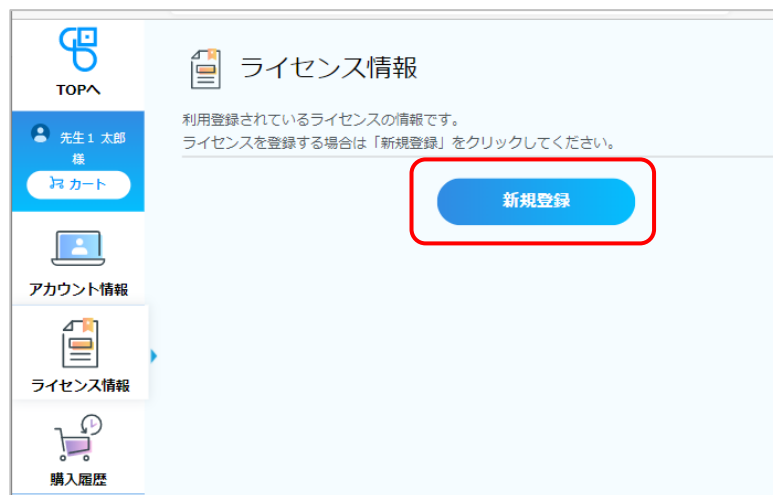 TOPへ
先生1 太郎
様
カート
アカウント情報
ライセンス情報
購入履歴
ライセンス情報
利用登録されているライセンスの情報です。
ライセンスを登録する場合は「新規登録」をクリックしてください。
新規登録